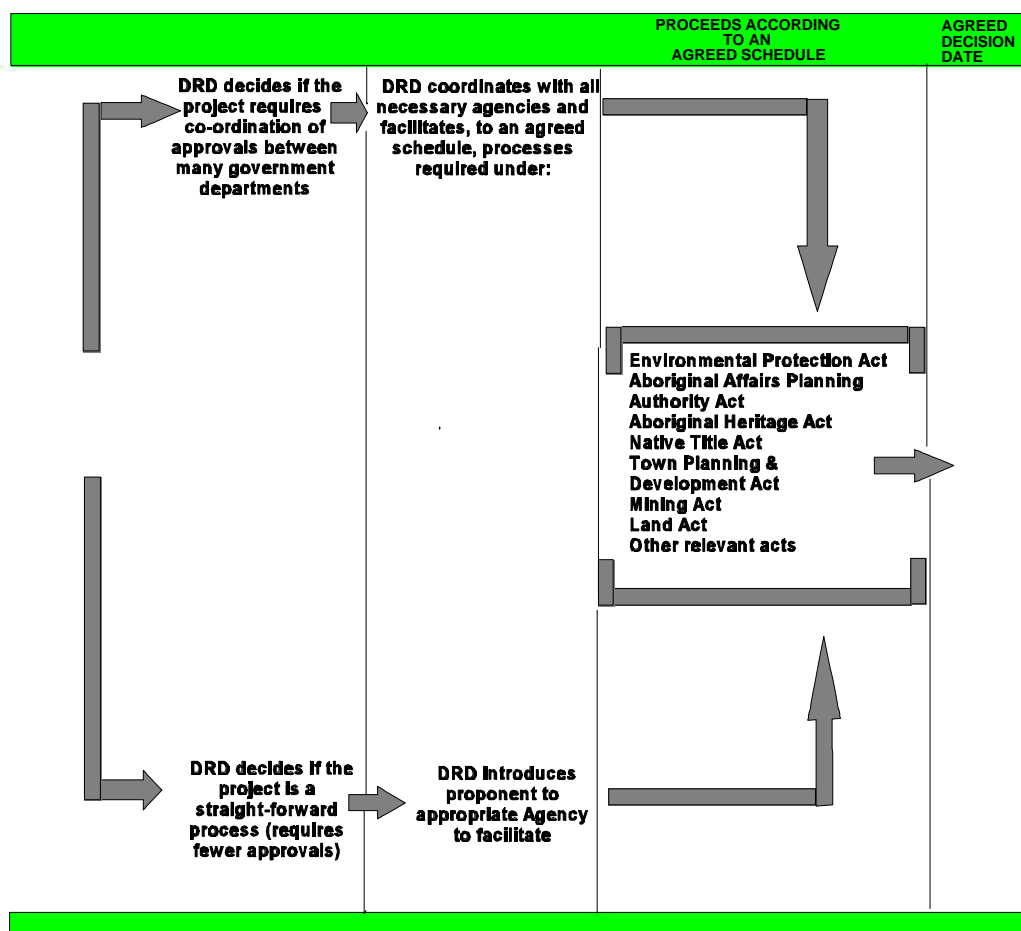 PROCEEDS ACCORDING
TO AN
AGREED SCHEDULE
AGREED
DECISION
DATE
DRD decides if the
project requires
co-ordination of
approvals between
many government
departments
DRD coordinates with all
necessary agencies and
facilitates, to an agreed
schedule, processes
required under:
Environmental Protection Act
Aboriginal Affairs Planning
Authority Act
Aboriginal Heritage Act
Native Title Act
Town Planning &
Development Act
Mining Act
Land Act
Other relevant acts
DRD decides if the
project is a
straight-forward
process (requires
fewer approvals)
DRD introduces
proponent to
appropriate Agency
to facilitate